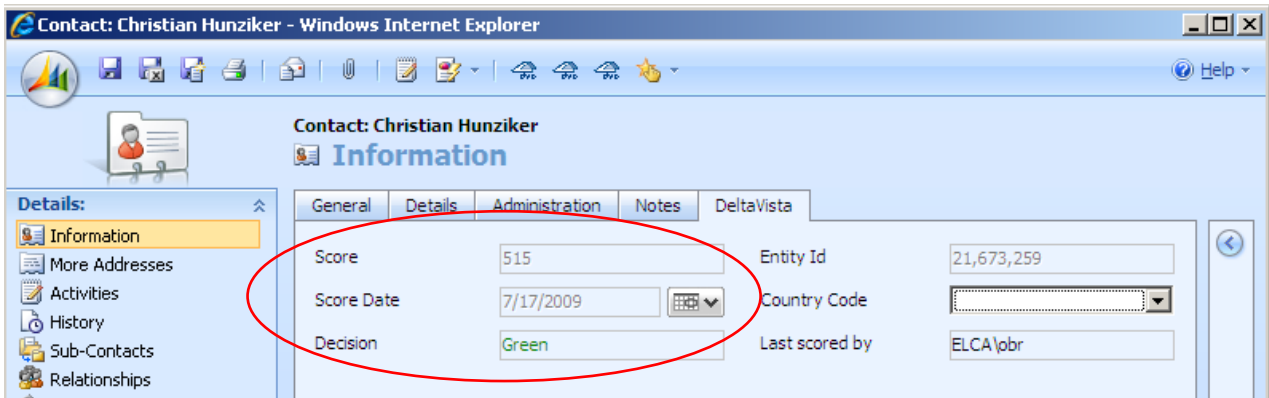 Contact: Christian Hunziker - Windows Internet Explorer
Help
Contact: Christian Hunziker
Information
Details:
Information
More Addresses
Activities
History
Sub-Contacts
Relationships
General Details Administration Notes DeltaVista
Score 515 Entity Id 21,673,259
Score Date 7/17/2009 Country Code
Decision Green Last scored by ELCA\obr